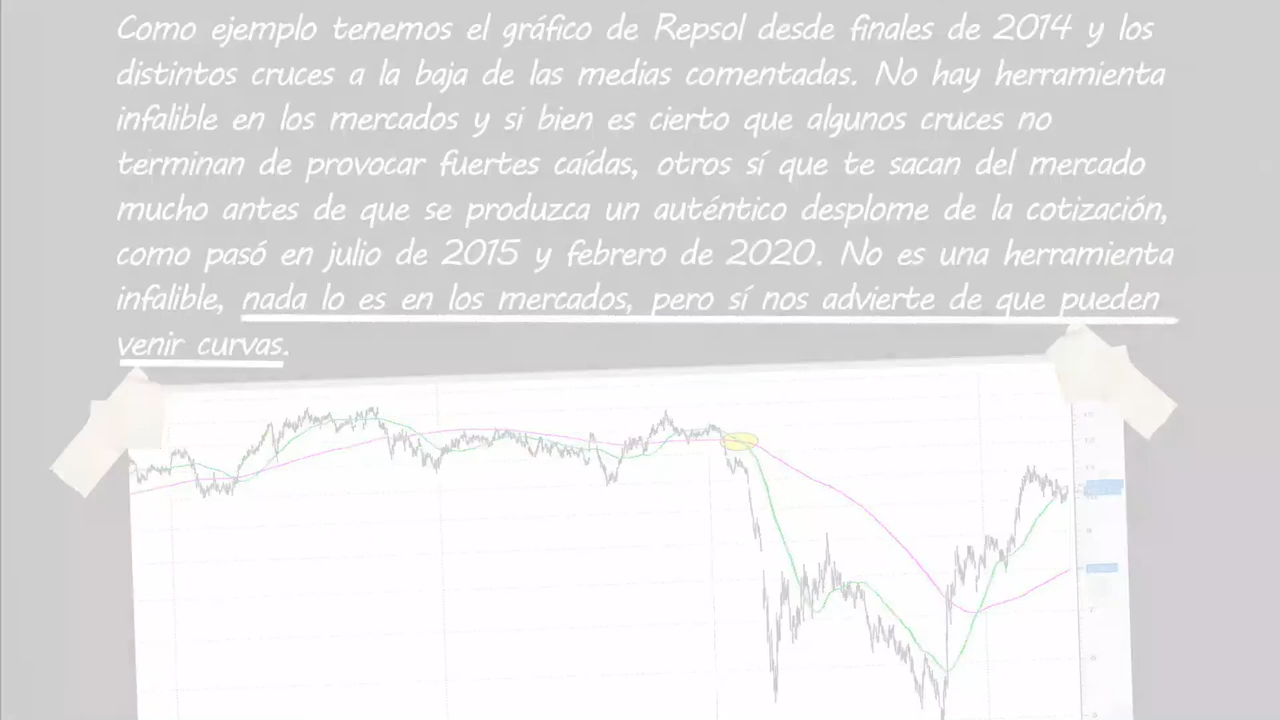 Como ejemplo tenemos el gráfico de Repsol desde finales de 2014 y los
distintos cruces a la baja de las medias comentadas. No hay herramienta
infalible en los mercados y si bien es cierto que algunos cruces no
terminan de provocar fuertes caídas, otros sí que te sacan del mercado
mucho antes de que se produzca un auténtico desplome de la cotización,
como pasó en julio de 2015 y febrero de 2020. No es una herramienta
infalible, nada lo es en los mercados, pero sí nos advierte de que pueden
venir curvas.